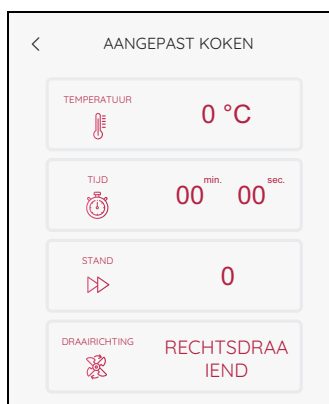 AANGEPAST KOKEN
TEMPERATUUR
0 °C
TIJD
00 min. 00 sec.
STAND
0
DRAAIRICHTING
RECHTSDRAA
IEND